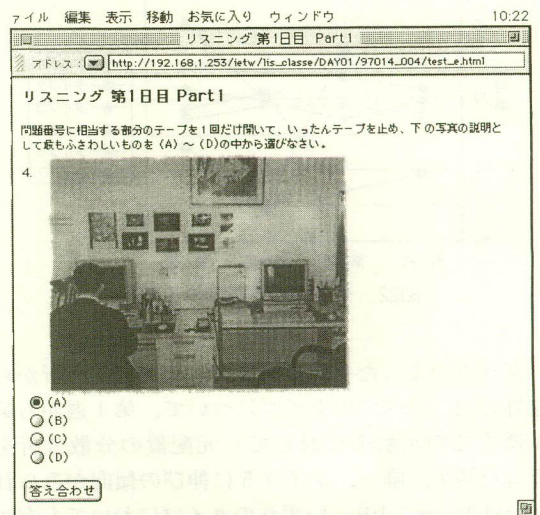 ァイル 編集 表示 移動 お気に入り ウィンドウ 10:22
リスニング 第1日目 Part1
アドレス: http://192.168.1.253/ietw/lis_classe/DAY01/97014_004/test_e.html
リスニング 第1日目 Part1
問題番号に相当する部分のテープを1回だけ聞いて、いったんテープを止め、下の写真の説明と
して最もふさわしいものを (A) ~ (D)の中から選びなさい。
4.
(A)
(B)
(C)
(D)
答え合わせ